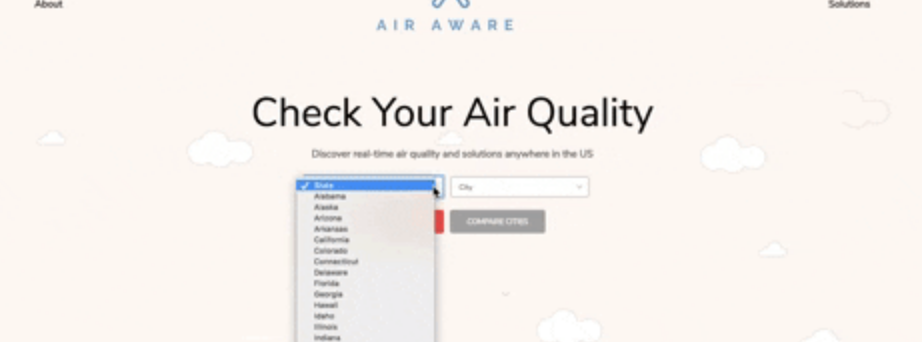 About
Solutions
AIR AWARE
Check Your Air Quality
Discover real-time air quality and solutions anywhere in the US
State
City
COMPARE CITIES
Alabama
Alaska
Arizona
Arkansas
California
Colorado
Connecticut
Delaware
Florida
Georgia
Hawaii
Idaho
Illinois
Indiana